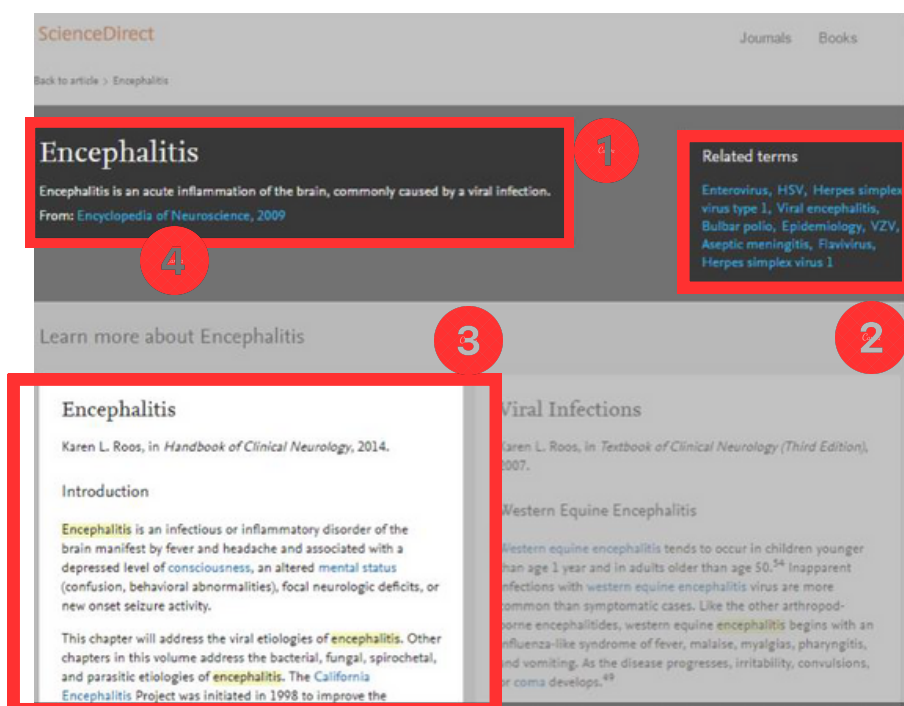 ScienceDirect
Journals Books
Back to article > Encephalitis
Encephalitis
Encephalitis is an acute inflammation of the brain, commonly caused by a viral infection.
From: Encyclopedia of Neuroscience, 2009
1
Related terms
Enterovirus, HSV, Herpes simplex
virus type 1, Viral encephalitis,
Bulbar polio, Epidemiology, VZV,
Aseptic meningitis, Flavivirus,
Herpes simplex virus 1
4
Learn more about Encephalitis
3
2
Encephalitis
Karen L. Roos, in Handbook of Clinical Neurology, 2014.
Introduction
Encephalitis is an infectious or inflammatory disorder of the
brain manifest by fever and headache and associated with a
depressed level of consciousness, an altered mental status
(confusion, behavioral abnormalities), focal neurologic deficits, or
new onset seizure activity.
This chapter will address the viral etiologies of encephalitis. Other
chapters in this volume address the bacterial, fungal, spirochetal,
and parasitic etiologies of encephalitis. The California
Encephalitis Project was initiated in 1998 to improve the
Viral Infections
Karen L. Roos, in Textbook of Clinical Neurology (Third Edition),
2007.
Western Equine Encephalitis
Western equine encephalitis tends to occur in children younger
than age 1 year and in adults older than age 50.54 Inapparent
infections with western equine encephalitis virus are more
common than symptomatic cases. Like the other arthropod-
borne encephalitides, western equine encephalitis begins with an
influenza-like syndrome of fever, malaise, myalgias, pharyngitis,
and vomiting. As the disease progresses, irritability, convulsions,
or coma develops.49